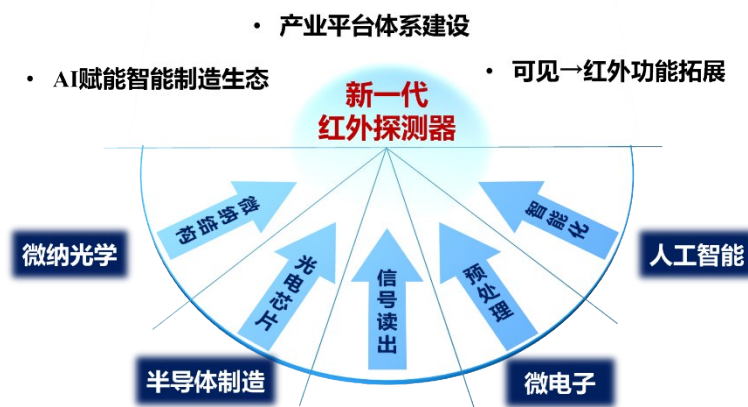 • 产业平台体系建设
• AI赋能智能制造生态
• 可见→红外功能拓展
新一代
红外探测器
微纳结构
光电芯片
信号读出
预处理
智能化
微纳光学
人工智能
半导体制造
微电子